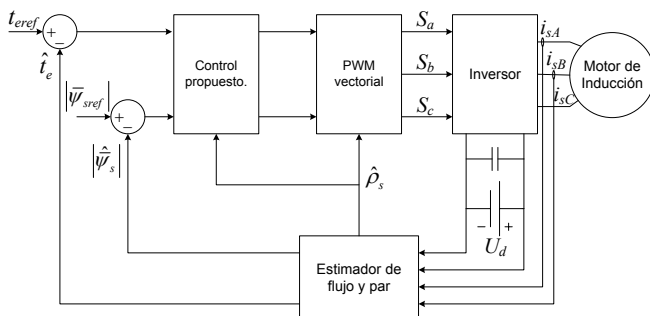 t_eref
+
−
t̂_e
|ψ̄_sref|
+
−
|ψ̄̂_s|
Control
propuesto.
PWM
vectorial
S_a
S_b
S_c
Inversor
i_sA
i_sB
i_sC
Motor de
Inducción
ρ̂_s
− +
U_d
Estimador de
flujo y par